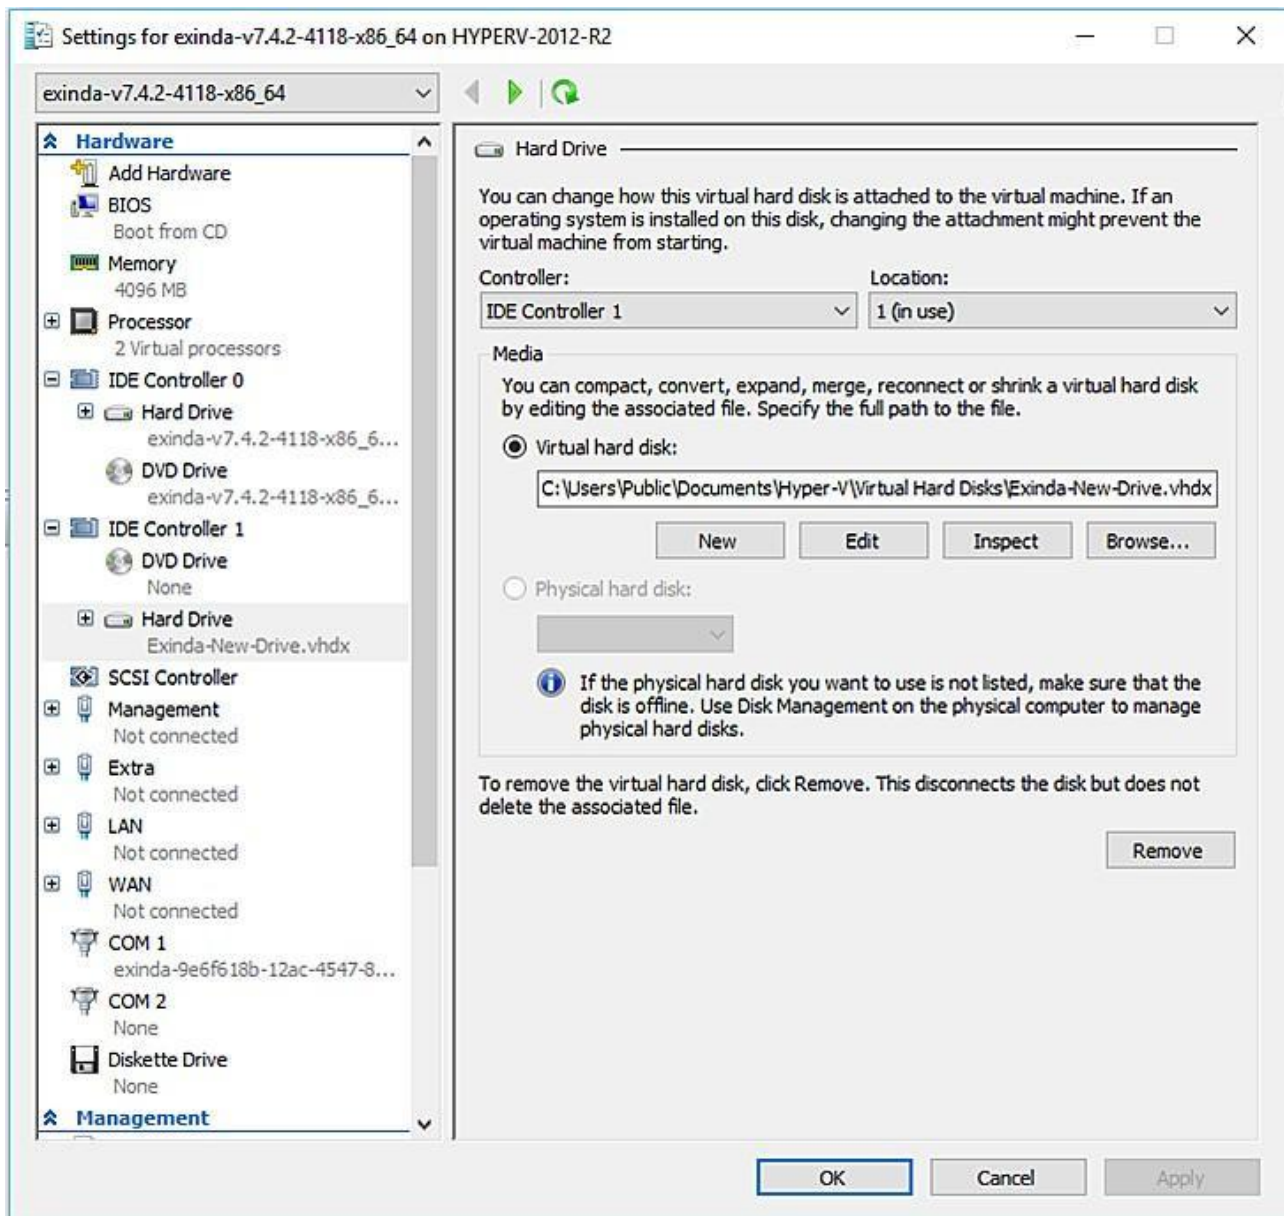 Settings for exinda-v7.4.2-4118-x86_64 on HYPERV-2012-R2
exinda-v7.4.2-4118-x86_64
Hardware
Add Hardware
BIOS
Boot from CD
Memory
4096 MB
Processor
2 Virtual processors
IDE Controller 0
Hard Drive
exinda-v7.4.2-4118-x86_6...
DVD Drive
exinda-v7.4.2-4118-x86_6...
IDE Controller 1
DVD Drive
None
Hard Drive
Exinda-New-Drive.vhdx
SCSI Controller
Management
Not connected
Extra
Not connected
LAN
Not connected
WAN
Not connected
COM 1
exinda-9e6f618b-12ac-4547-8...
COM 2
None
Diskette Drive
None
Management
Hard Drive
You can change how this virtual hard disk is attached to the virtual machine. If an
operating system is installed on this disk, changing the attachment might prevent the
virtual machine from starting.
Controller:
Location:
IDE Controller 1
1 (in use)
Media
You can compact, convert, expand, merge, reconnect or shrink a virtual hard disk
by editing the associated file. Specify the full path to the file.
Virtual hard disk:
C:\Users\Public\Documents\Hyper-V\Virtual Hard Disks\Exinda-New-Drive.vhdx
New
Edit
Inspect
Browse...
Physical hard disk:
If the physical hard disk you want to use is not listed, make sure that the
disk is offline. Use Disk Management on the physical computer to manage
physical hard disks.
To remove the virtual hard disk, click Remove. This disconnects the disk but does not
delete the associated file.
Remove
OK
Cancel
Apply